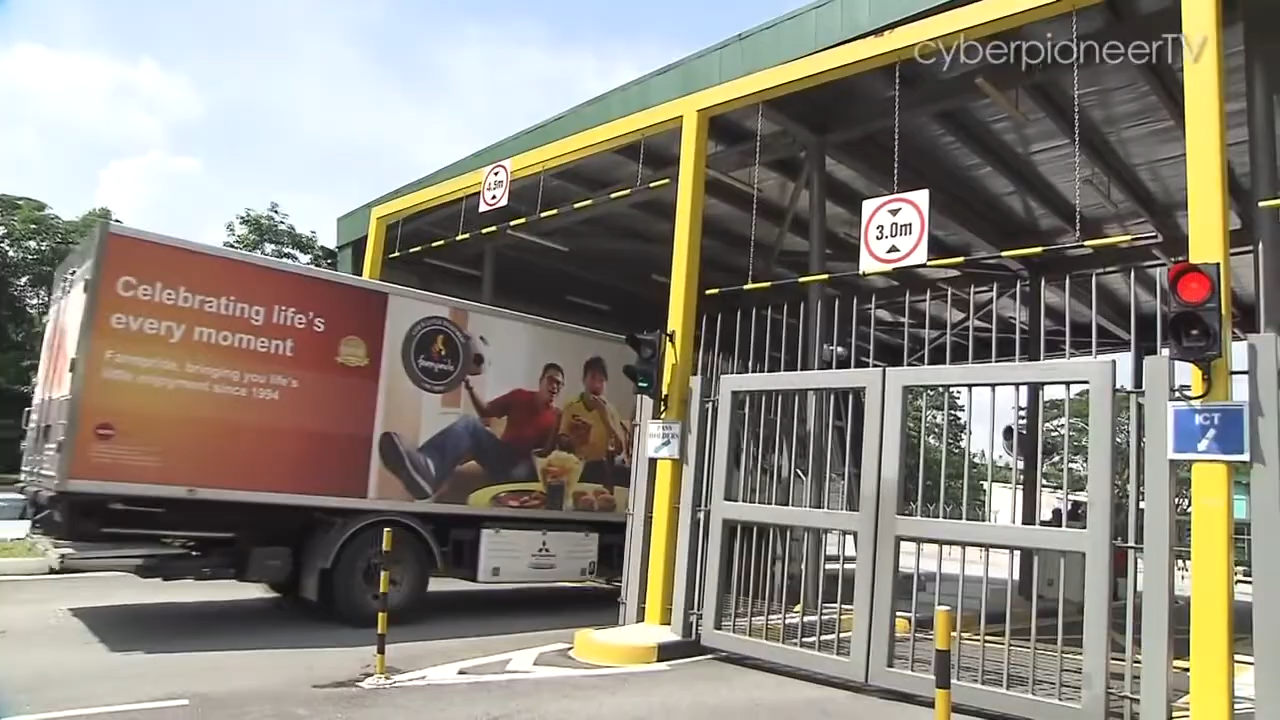 cyberpioneerTV
4.5m
3.0m
Celebrating life's
every moment
Farmpride, bringing you life's
little enjoyment since 1994
PASS
HOLDERS
ICT